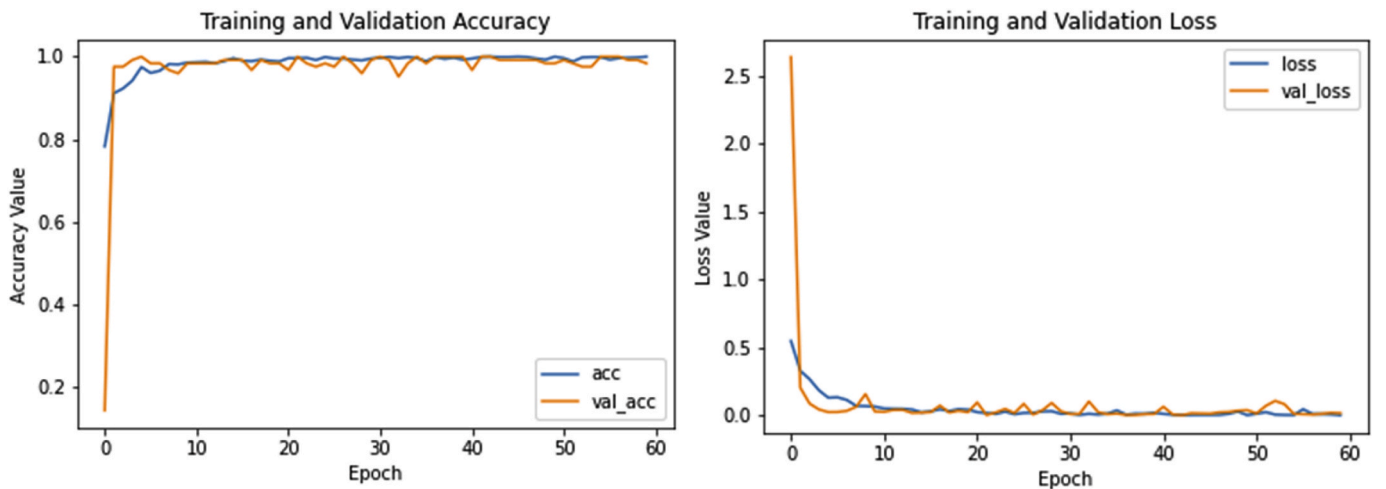 Training and Validation Accuracy
1.0
0.8
0.6
0.4
0.2
Accuracy Value
acc
val_acc
0 10 20 30 40 50 60
Epoch
Training and Validation Loss
2.5
2.0
1.5
1.0
0.5
0.0
Loss Value
loss
val_loss
0 10 20 30 40 50 60
Epoch